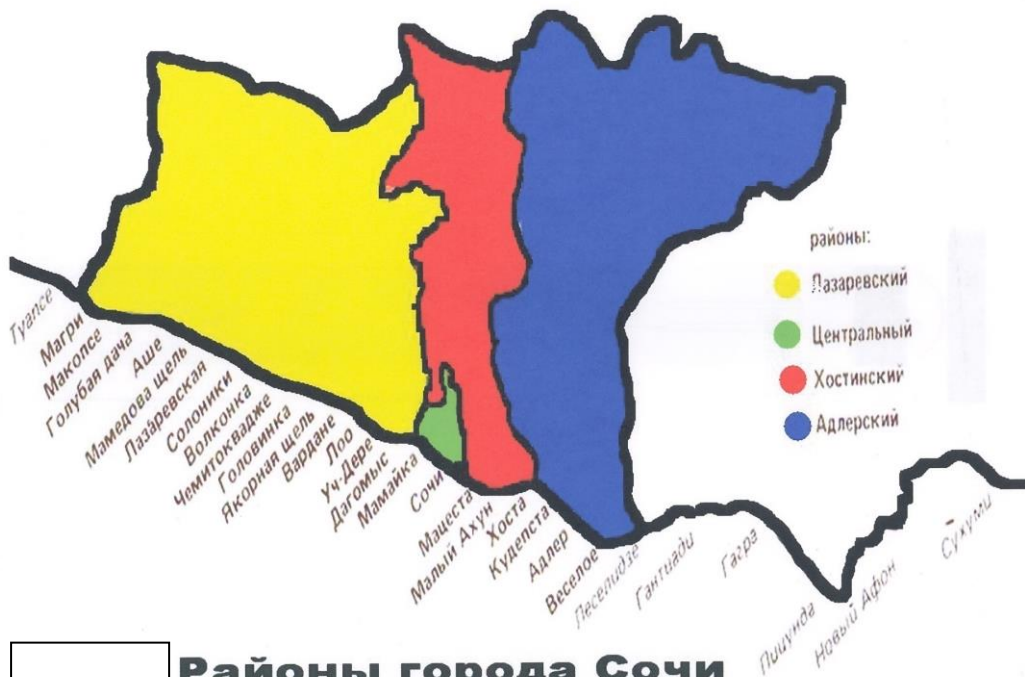 районы:
Лазаревский
Центральный
Хостинский
Адлерский
Туапсе
Магри
Макопсе
Голубая дача
Аше
Мамедова щель
Лазаревская
Солоники
Волконка
Чемитоквадже
Головинка
Якорная щель
Вардане
Лоо
Уч-Дере
Дагомыс
Мамайка
Сочи
Мацеста
Малый Ахун
Хоста
Кудепста
Адлер
Веселое
Леселидзе
Гантиади
Гагра
Пицунда
Новый Афон
Сухуми
Районы города Сочи